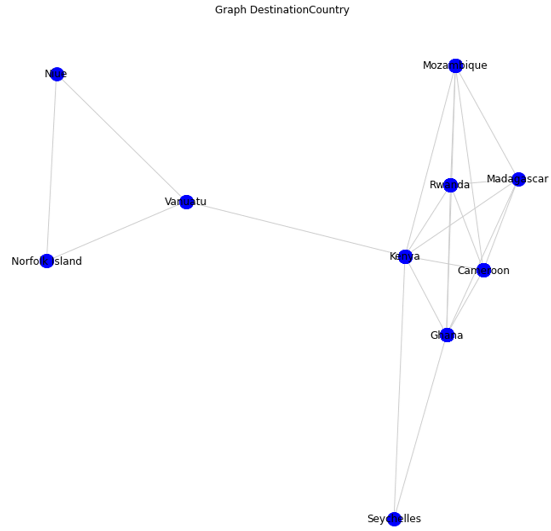 Graph DestinationCountry
Mozambique
Niue
Madagascar
Rwanda
Vanuatu
Kenya
Norfolk Island
Cameroon
Ghana
Seychelles